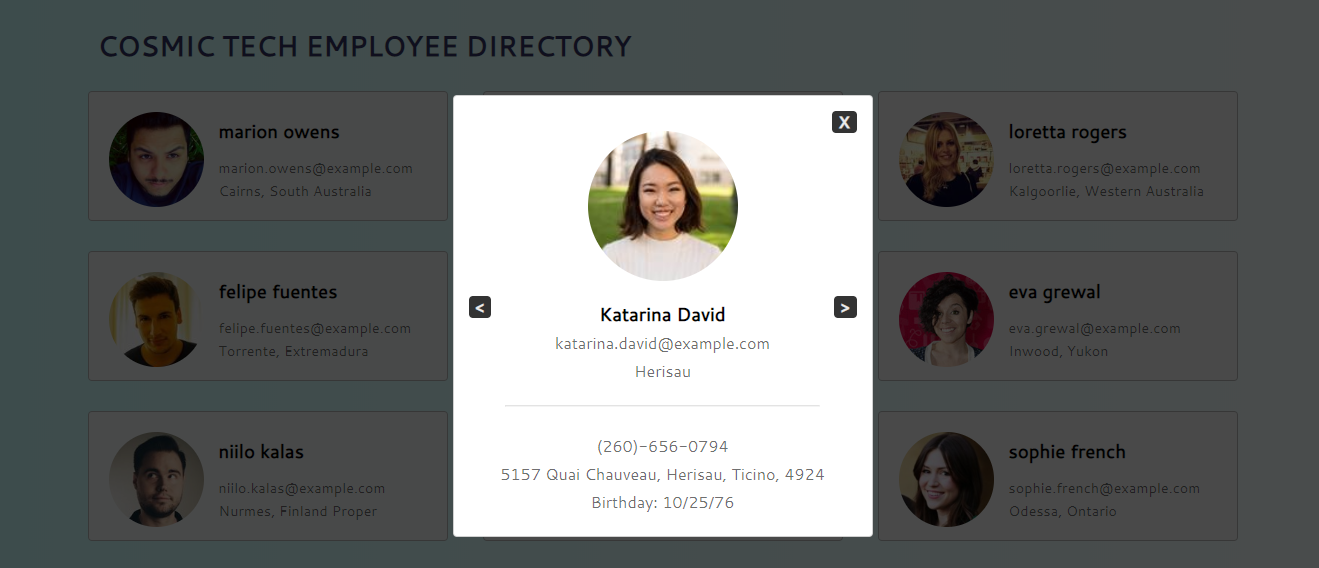 COSMIC TECH EMPLOYEE DIRECTORY
marion owens
marion.owens@example.com
Cairns, South Australia
X
loretta rogers
loretta.rogers@example.com
Kalgoorlie, Western Australia
felipe fuentes
felipe.fuentes@example.com
Torrente, Extremadura
<
Katarina David
katarina.david@example.com
Herisau
>
eva grewal
eva.grewal@example.com
Inwood, Yukon
niilo kalas
niilo.kalas@example.com
Nurmes, Finland Proper
(260)-656-0794
5157 Quai Chauveau, Herisau, Ticino, 4924
Birthday: 10/25/76
sophie french
sophie.french@example.com
Odessa, Ontario